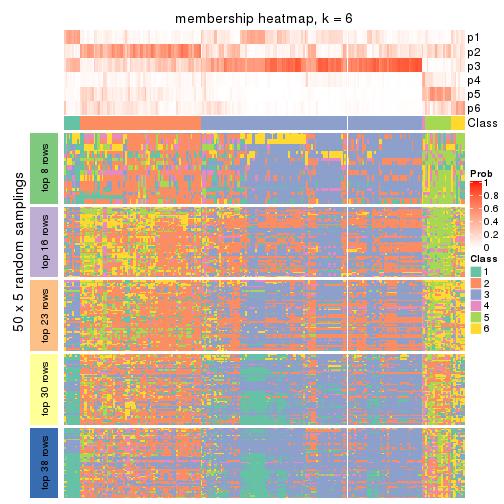 membership heatmap, k = 6
p1
p2
p3
p4
p5
p6
Class
50 x 5 random samplings
top 8 rows
top 16 rows
top 23 rows
top 30 rows
top 38 rows
Prob
1
0.8
0.6
0.4
0.2
0
Class
1
2
3
4
5
6